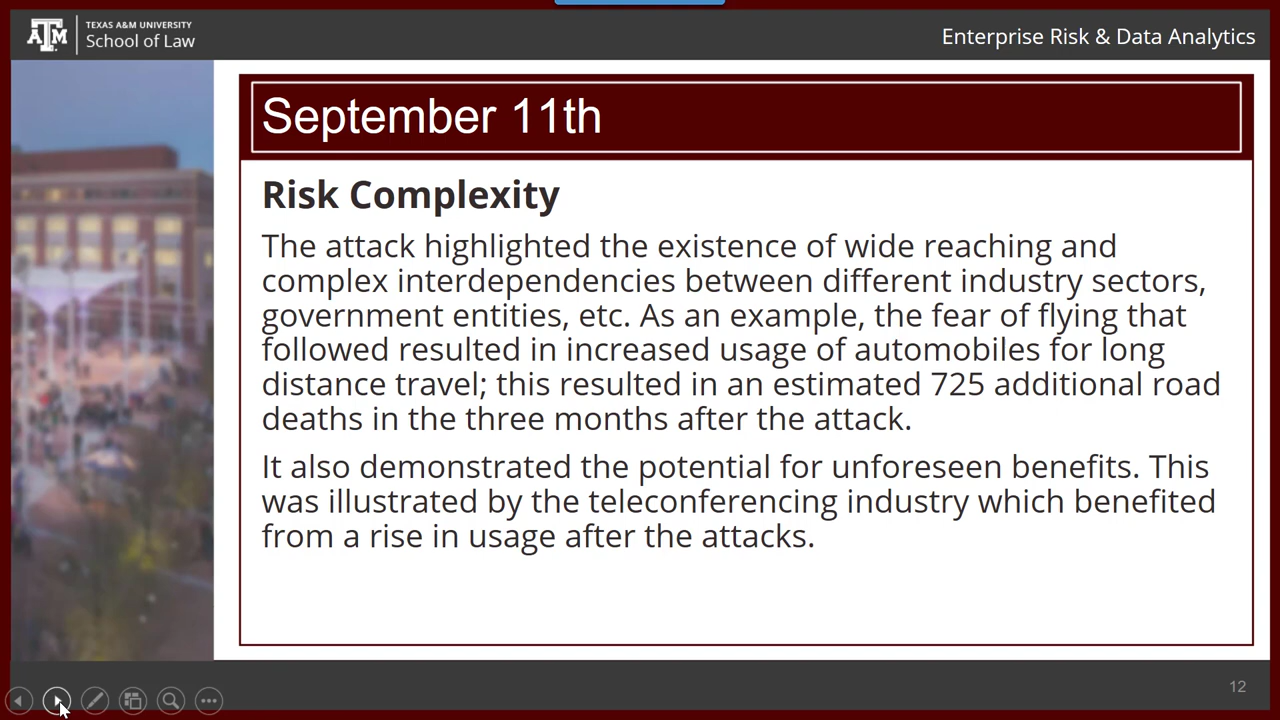 TEXAS A&M UNIVERSITY
School of Law
Enterprise Risk & Data Analytics
September 11th
Risk Complexity
The attack highlighted the existence of wide reaching and
complex interdependencies between different industry sectors,
government entities, etc. As an example, the fear of flying that
followed resulted in increased usage of automobiles for long
distance travel; this resulted in an estimated 725 additional road
deaths in the three months after the attack.
It also demonstrated the potential for unforeseen benefits. This
was illustrated by the teleconferencing industry which benefited
from a rise in usage after the attacks.
12